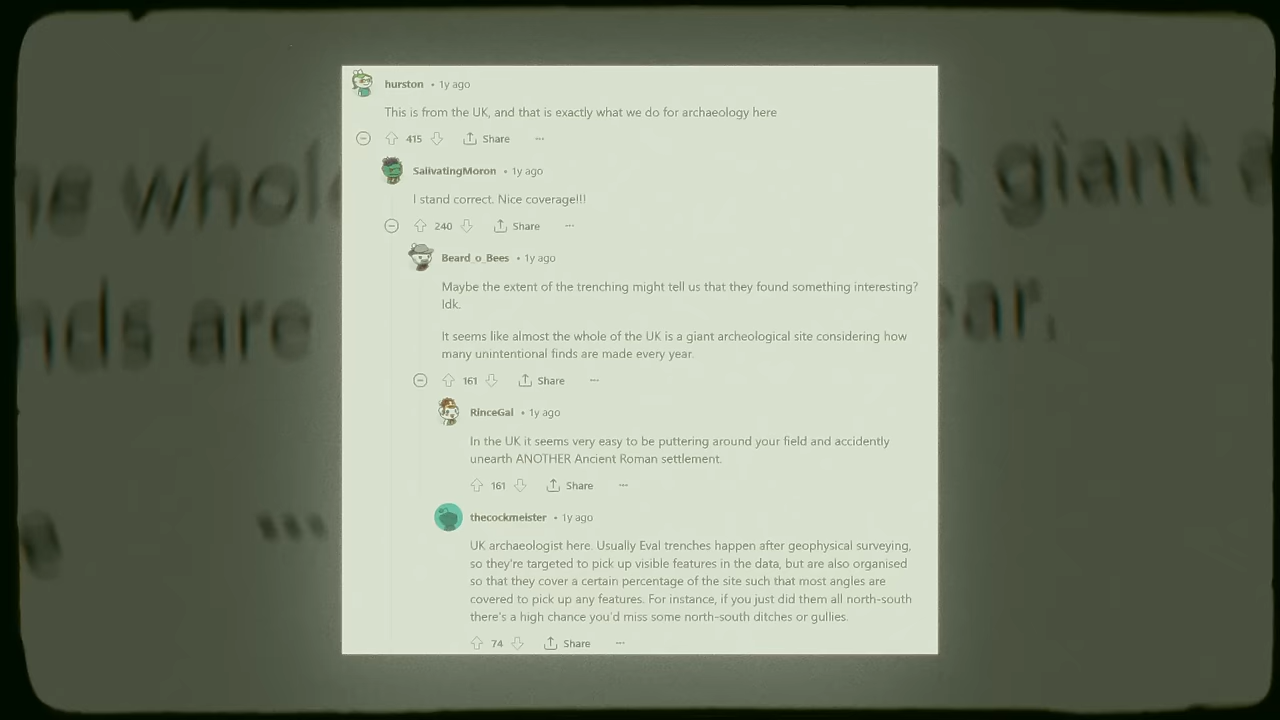 hurston • 1y ago
This is from the UK, and that is exactly what we do for archaeology here
415 Share ...
SalivatingMoron • 1y ago
I stand correct. Nice coverage!!!
240 Share ...
Beard_o_Bees • 1y ago
Maybe the extent of the trenching might tell us that they found something interesting?
Idk.
It seems like almost the whole of the UK is a giant archeological site considering how
many unintentional finds are made every year.
161 Share ...
RinceGal • 1y ago
In the UK it seems very easy to be puttering around your field and accidently
unearth ANOTHER Ancient Roman settlement.
161 Share ...
thecockmeister • 1y ago
UK archaeologist here. Usually Eval trenches happen after geophysical surveying,
so they're targeted to pick up visible features in the data, but are also organised
so that they cover a certain percentage of the site such that most angles are
covered to pick up any features. For instance, if you just did them all north-south
there's a high chance you'd miss some north-south ditches or gullies.
74 Share ...
whole
giant
are